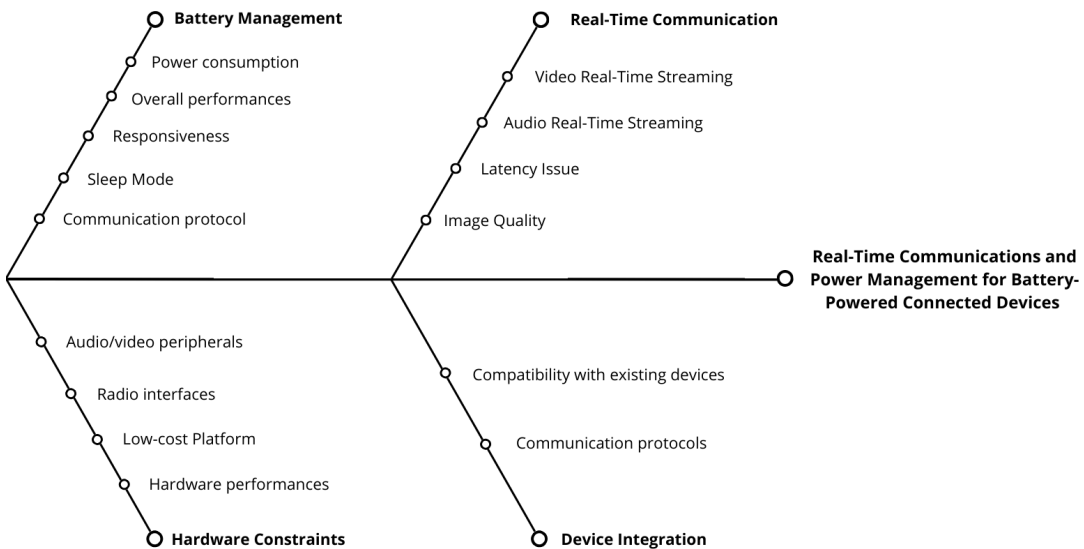 Battery Management
Power consumption
Overall performances
Responsiveness
Sleep Mode
Communication protocol
Real-Time Communication
Video Real-Time Streaming
Audio Real-Time Streaming
Latency Issue
Image Quality
Real-Time Communications and
Power Management for Battery-
Powered Connected Devices
Audio/video peripherals
Radio interfaces
Low-cost Platform
Hardware performances
Hardware Constraints
Compatibility with existing devices
Communication protocols
Device Integration